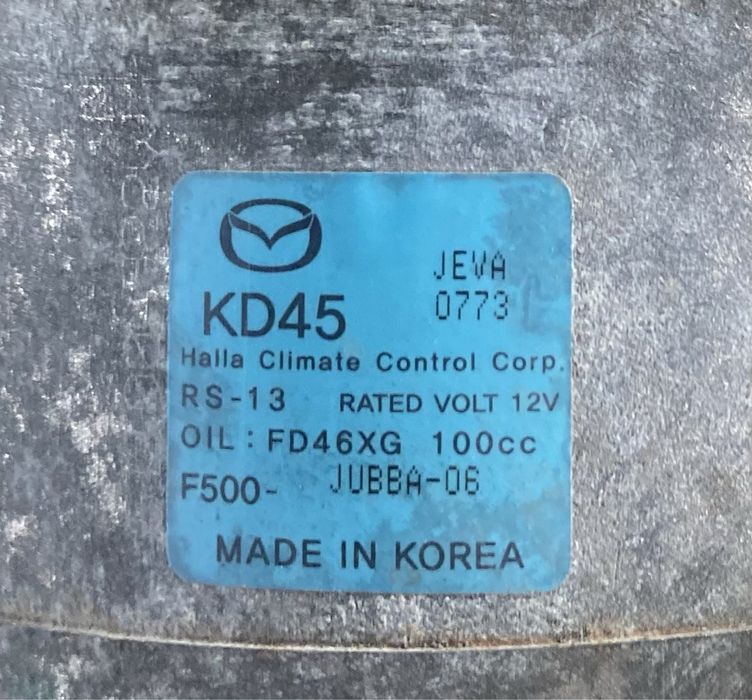 JEVA
KD45 0773
Halla Climate Control Corp.
RS-13 RATED VOLT 12V
OIL: FD46XG 100cc
F500- JUBBA-06
MADE IN KOREA